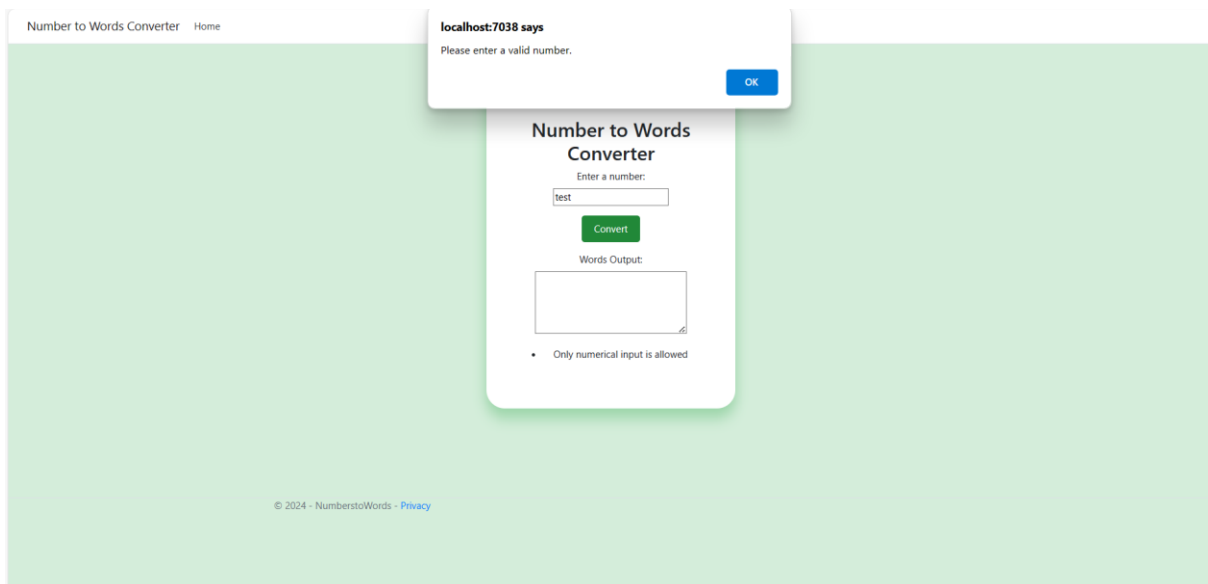 Number to Words Converter Home
localhost:7038 says
Please enter a valid number.
OK
Number to Words
Converter
Enter a number:
test
Convert
Words Output:
• Only numerical input is allowed
© 2024 - NumberstoWords - Privacy